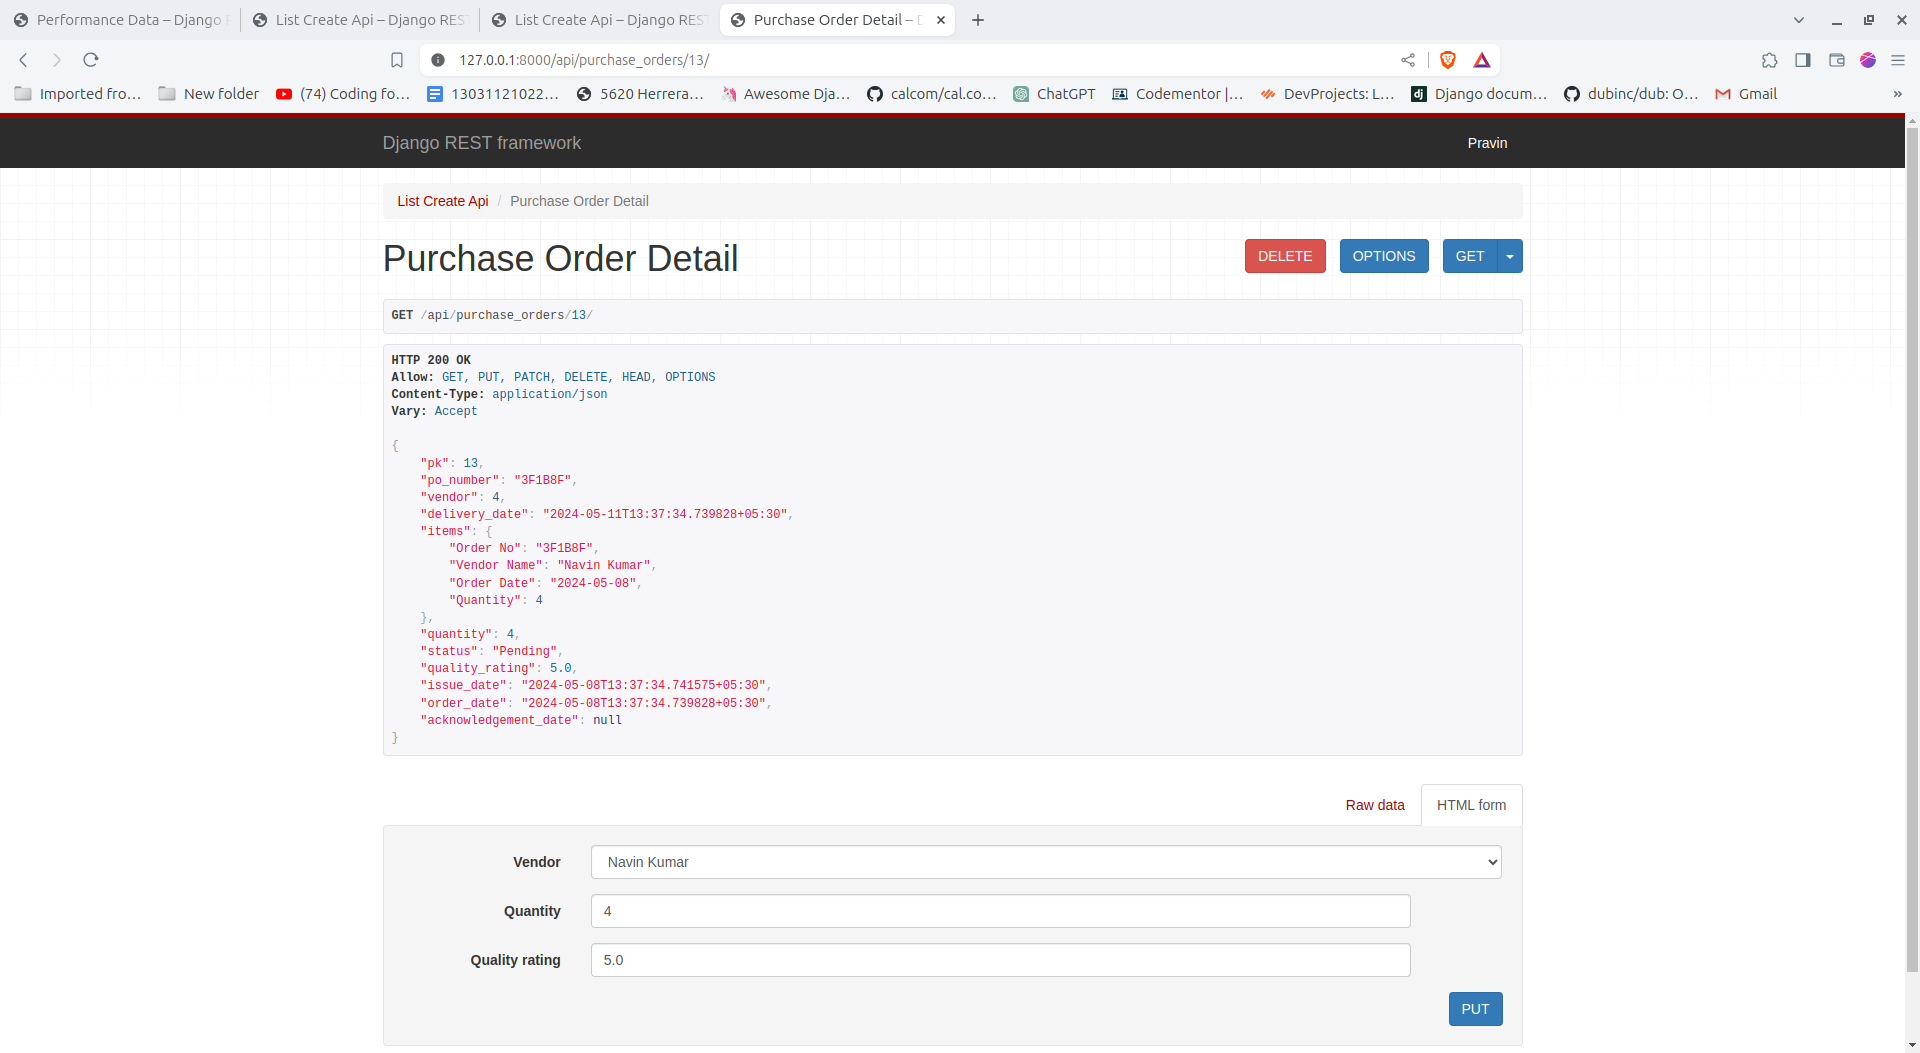 Performance Data – Django
List Create Api – Django RES
List Create Api – Django RES
Purchase Order Detail –
127.0.0.1:8000/api/purchase_orders/13/
Imported fro…
New folder
(74) Coding fo…
13031121022…
5620 Herrera…
Awesome Dja…
calcom/cal.co…
ChatGPT
Codementor |…
DevProjects: L…
Django docum…
dubinc/dub: O…
Gmail
»
Django REST framework
Pravin
List Create Api / Purchase Order Detail
Purchase Order Detail
DELETE
OPTIONS
GET
GET /api/purchase_orders/13/
HTTP 200 OK
Allow: GET, PUT, PATCH, DELETE, HEAD, OPTIONS
Content-Type: application/json
Vary: Accept
{
    "pk": 13,
    "po_number": "3F1B8F",
    "vendor": 4,
    "delivery_date": "2024-05-11T13:37:34.739828+05:30",
    "items": {
        "Order No": "3F1B8F",
        "Vendor Name": "Navin Kumar",
        "Order Date": "2024-05-08",
        "Quantity": 4
    },
    "quantity": 4,
    "status": "Pending",
    "quality_rating": 5.0,
    "issue_date": "2024-05-08T13:37:34.741575+05:30",
    "order_date": "2024-05-08T13:37:34.739828+05:30",
    "acknowledgement_date": null
}
Raw data
HTML form
Vendor
Navin Kumar
Quantity
4
Quality rating
5.0
PUT